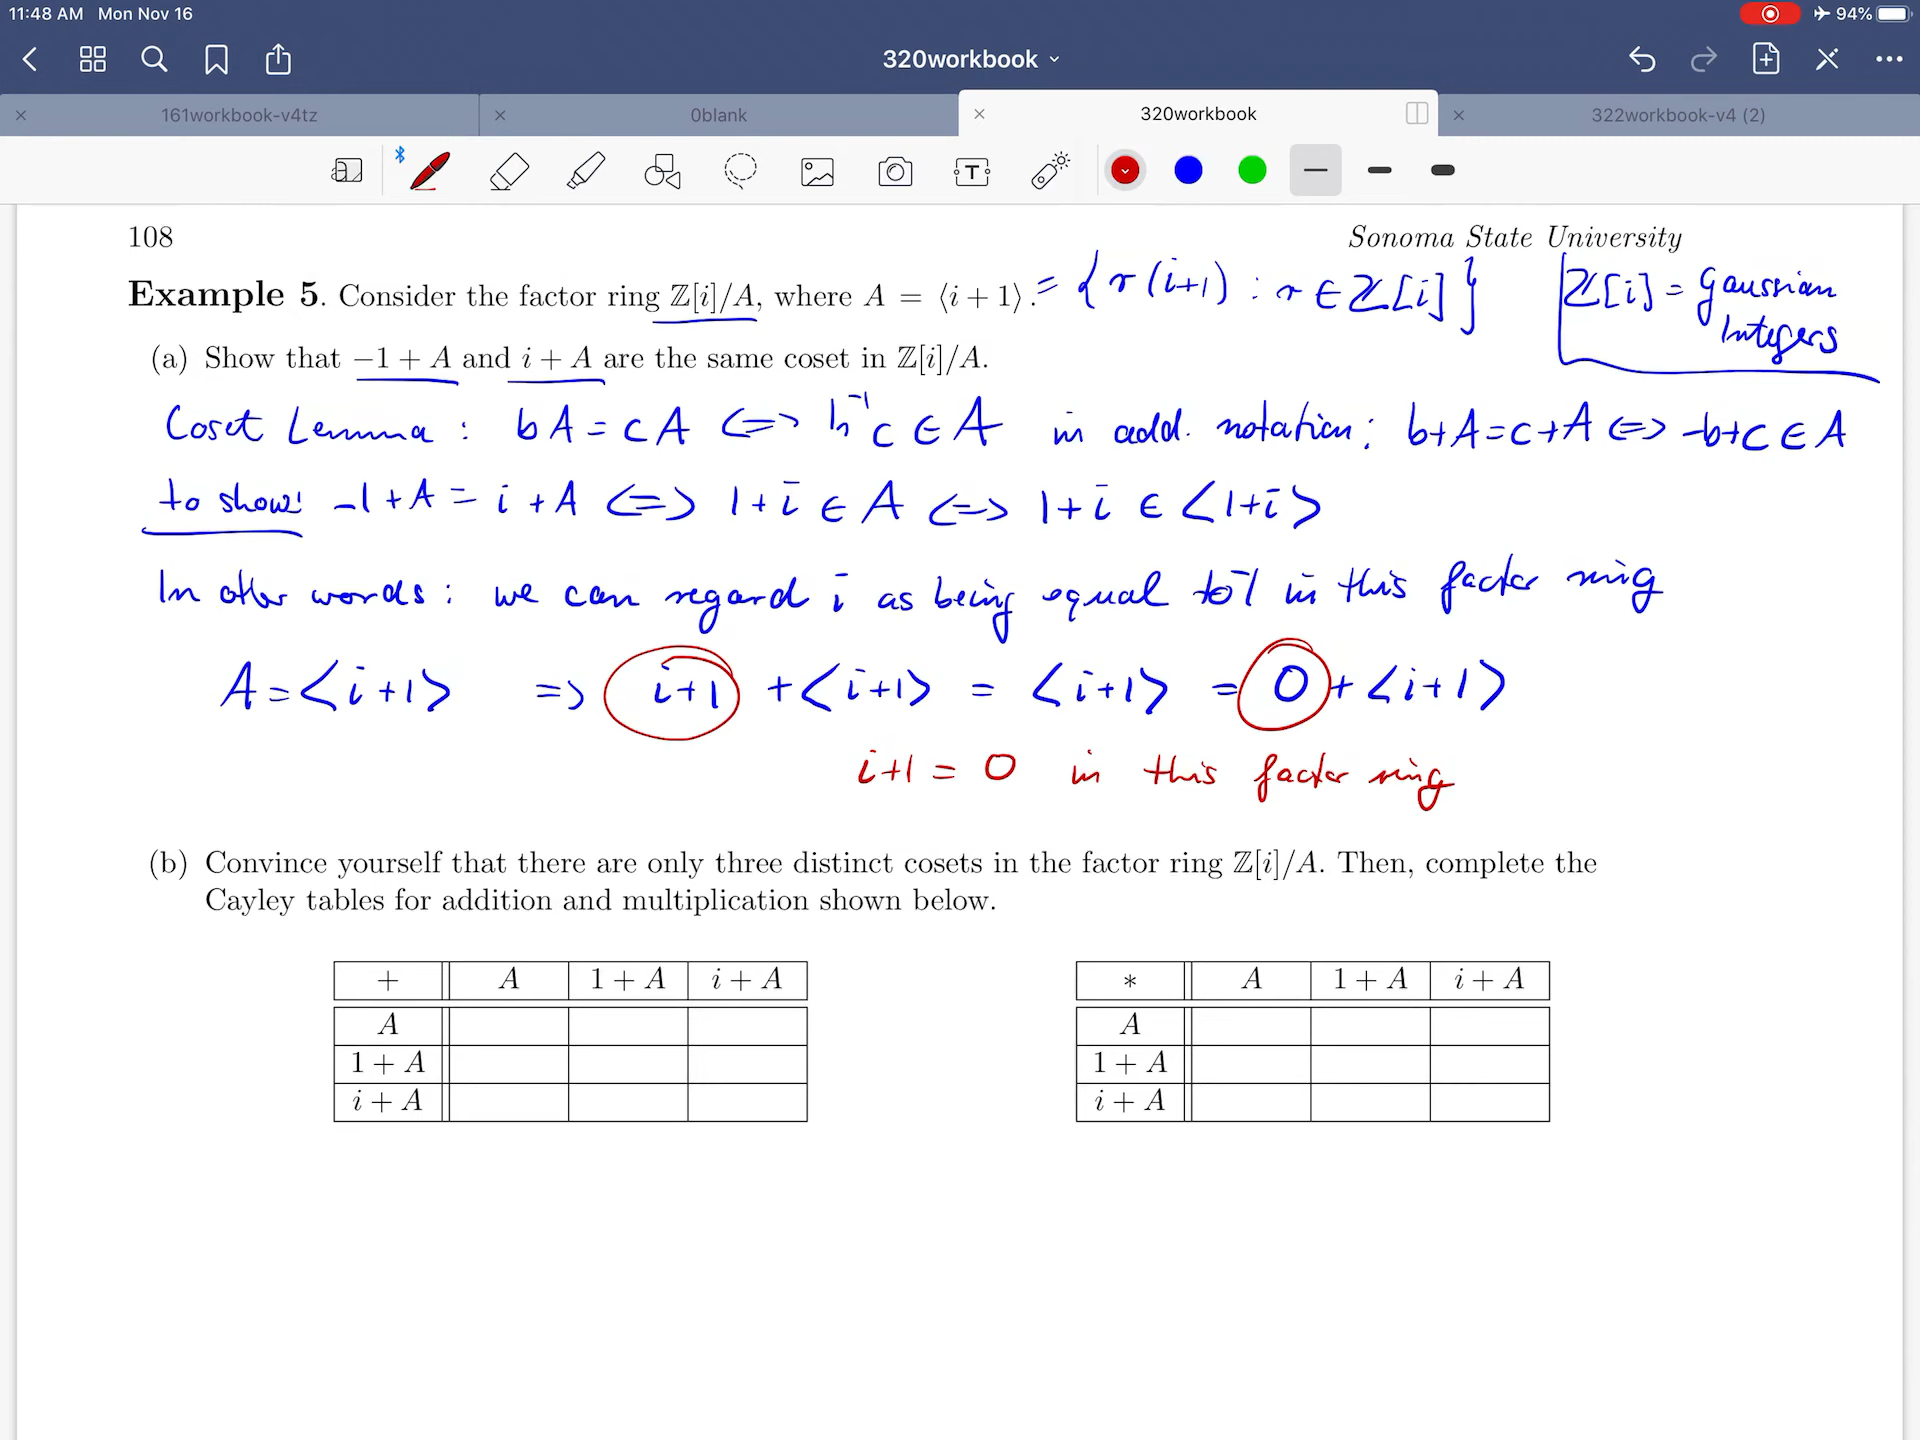 11:48 AM Mon Nov 16
94%
320workbook
161workbook-v4tz
0blank
320workbook
322workbook-v4 (2)
T
108
Sonoma State University
Example 5. Consider the factor ring ℤ[i]/A, where A = ⟨i + 1⟩. = { r(i+1) : r ∈ ℤ[i] }
ℤ[i] = Gaussian
Integers
(a) Show that −1 + A and i + A are the same coset in ℤ[i]/A.
Coset Lemma : bA = cA <=> b⁻¹c ∈ A in add. notation: b+A=c+A <=> -b+c ∈ A
to show: -1+A = i+A <=> 1+i ∈ A <=> 1+i ∈ <1+i>
In other words: we can regard i as being equal to -1 in this factor ring
A = <i+1> => i+1 + <i+1> = <i+1> = 0 + <i+1>
i+1 = 0 in this factor ring
(b) Convince yourself that there are only three distinct cosets in the factor ring ℤ[i]/A. Then, complete the
Cayley tables for addition and multiplication shown below.
+ A 1 + A i + A
A
1 + A
i + A
* A 1 + A i + A
A
1 + A
i + A